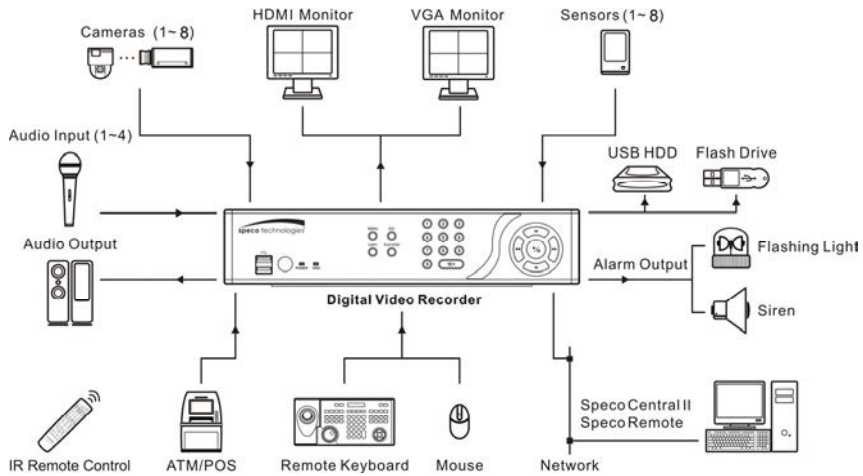 HDMI Monitor
VGA Monitor
Sensors (1~8)
Cameras (1~8)
Audio Input (1~4)
USB HDD
Flash Drive
speco technologies
Audio Output
Alarm Output
Flashing Light
Digital Video Recorder
Siren
Speco Central II
Speco Remote
IR Remote Control
ATM/POS
Remote Keyboard
Mouse
Network